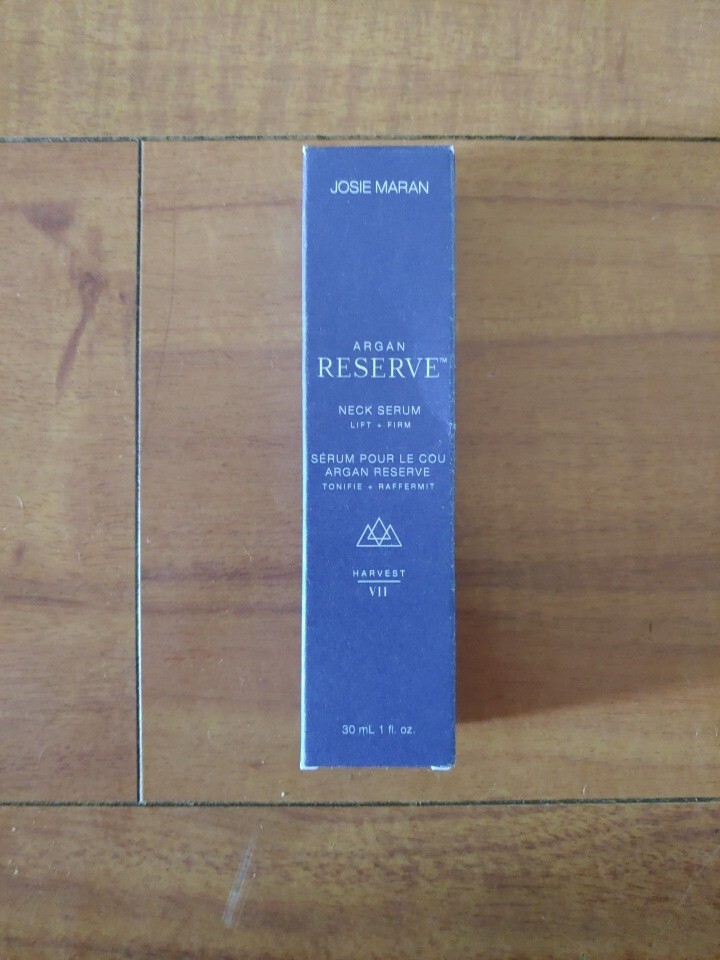 JOSIE MARAN
ARGAN
RESERVE™
NECK SERUM
LIFT + FIRM
SÉRUM POUR LE COU
ARGAN RESERVE
TONIFIE + RAFFERMIT
HARVEST
VII
30 mL 1 fl. oz.